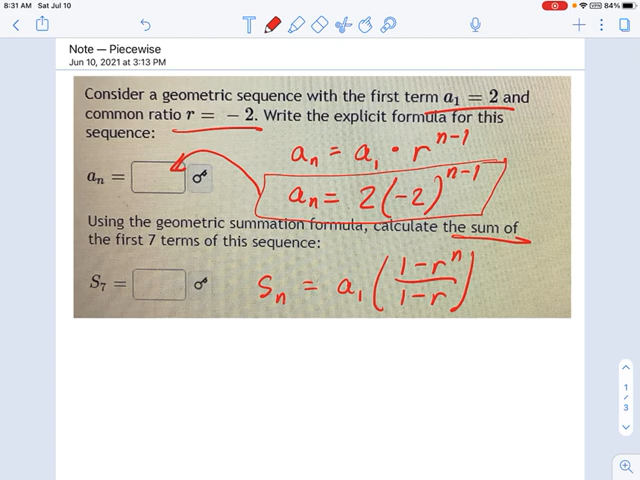 8:31 AM Sat Jul 10
VPN 84%
T
Note — Piecewise
Jun 10, 2021 at 3:13 PM
Consider a geometric sequence with the first term a₁ = 2 and
common ratio r = − 2. Write the explicit formula for this
sequence:
aₙ = a₁ · rⁿ⁻¹
aₙ =
aₙ = 2(-2)ⁿ⁻¹
Using the geometric summation formula, calculate the sum of
the first 7 terms of this sequence:
S₇ =
Sₙ = a₁ ( (1-rⁿ) / (1-r) )
1
/
3